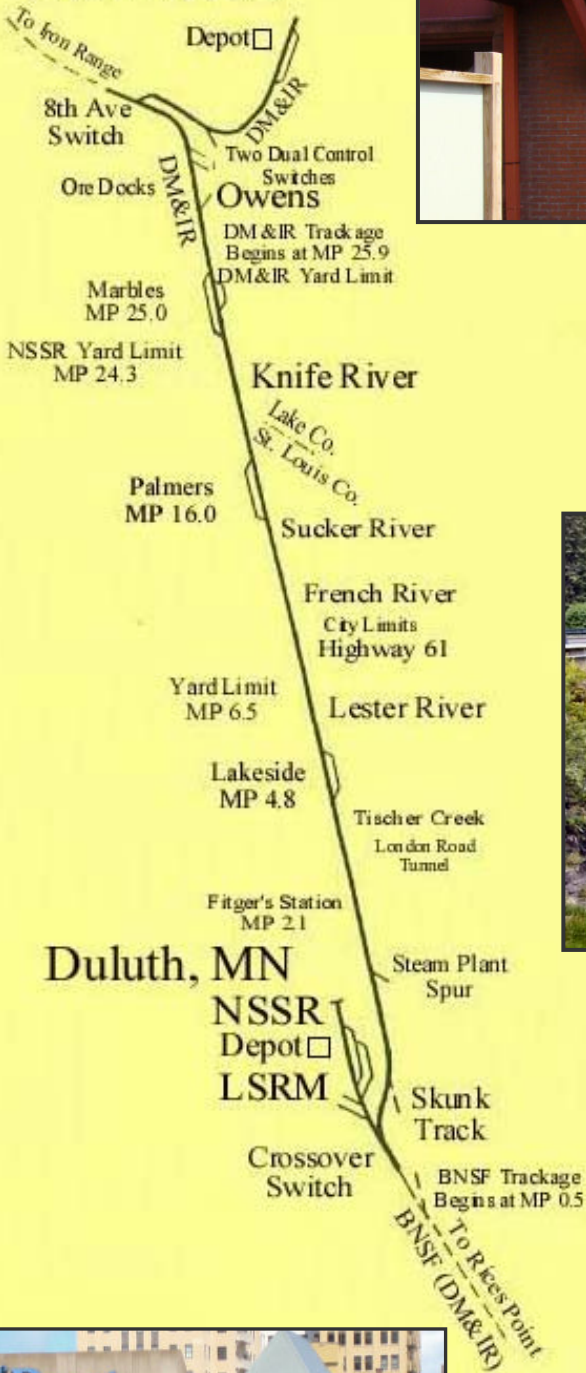 To Iron Range
Depot
8th Ave
Switch
DM&IR
Two Dual Control
Switches
Ore Docks
DM&IR
Owens
DM&IR Trackage
Begins at MP 25.9
DM&IR Yard Limit
Marbles
MP 25.0
NSSR Yard Limit
MP 24.3
Knife River
Lake Co.
St. Louis Co.
Palmers
MP 16.0
Sucker River
French River
City Limits
Highway 61
Yard Limit
MP 6.5
Lester River
Lakeside
MP 4.8
Tischer Creek
London Road
Tunnel
Fitger's Station
MP 2.1
Duluth, MN
Steam Plant
Spur
NSSR
Depot
LSRM
Skunk
Track
Crossover
Switch
BNSF Trackage
Begins at MP 0.5
To Rices Point
BNSF (DM&IR)